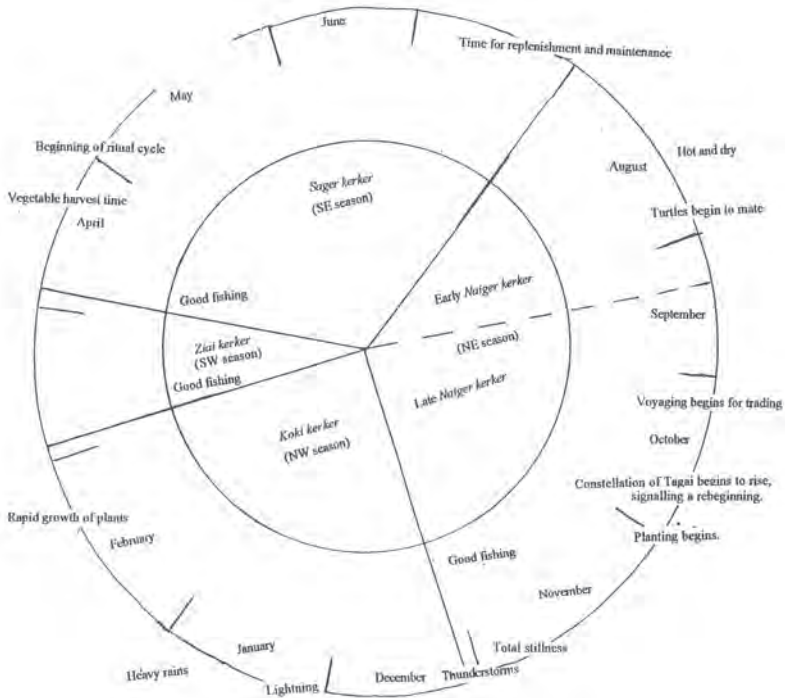 June
Time for replenishment and maintenance
May
Beginning of ritual cycle
Hot and dry
August
Sager kerker
(SE season)
Vegetable harvest time
April
Turtles begin to mate
Good fishing
Early Naiger kerker
September
Ziai kerker
(SW season)
(NE season)
Good fishing
Late Naiger kerker
Voyaging begins for trading
Koki kerker
(NW season)
October
Constellation of Tagai begins to rise,
signalling a rebeginning.
Rapid growth of plants
February
Planting begins.
Good fishing
November
January
Total stillness
Heavy rains
Lightning
December
Thunderstorms